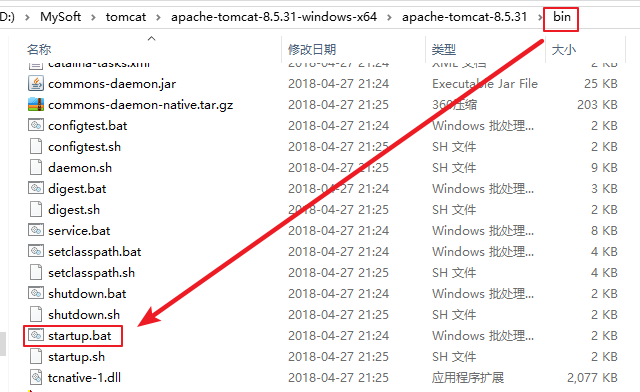 D:) › MySoft › tomcat › apache-tomcat-8.5.31-windows-x64 › apache-tomcat-8.5.31 › bin
名称 修改日期 类型 大小
catalina-tasks.xml 2018-04-27 21:24 XML 文档 2 KB
commons-daemon.jar 2018-04-27 21:24 Executable Jar File 25 KB
commons-daemon-native.tar.gz 2018-04-27 21:25 360压缩 203 KB
configtest.bat 2018-04-27 21:24 Windows 批处理... 2 KB
configtest.sh 2018-04-27 21:25 SH 文件 2 KB
daemon.sh 2018-04-27 21:25 SH 文件 9 KB
digest.bat 2018-04-27 21:24 Windows 批处理... 3 KB
digest.sh 2018-04-27 21:25 SH 文件 2 KB
service.bat 2018-04-27 21:24 Windows 批处理... 8 KB
setclasspath.bat 2018-04-27 21:24 Windows 批处理... 4 KB
setclasspath.sh 2018-04-27 21:25 SH 文件 4 KB
shutdown.bat 2018-04-27 21:24 Windows 批处理... 2 KB
shutdown.sh 2018-04-27 21:25 SH 文件 2 KB
startup.bat 2018-04-27 21:24 Windows 批处理... 2 KB
startup.sh 2018-04-27 21:25 SH 文件 2 KB
tcnative-1.dll 2018-04-27 21:25 应用程序扩展 2,077 KB